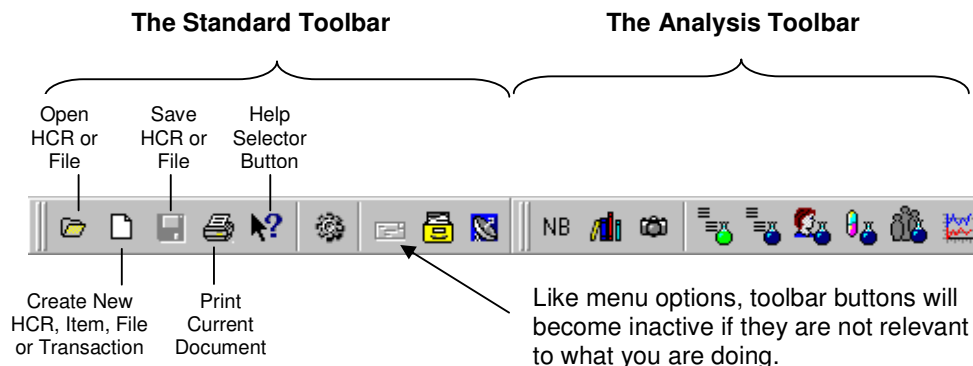 The Standard Toolbar
The Analysis Toolbar
Open
HCR or
File
Save
HCR or
File
Help
Selector
Button
NB
Create New
HCR, Item, File
or Transaction
Print
Current
Document
Like menu options, toolbar buttons will
become inactive if they are not relevant
to what you are doing.